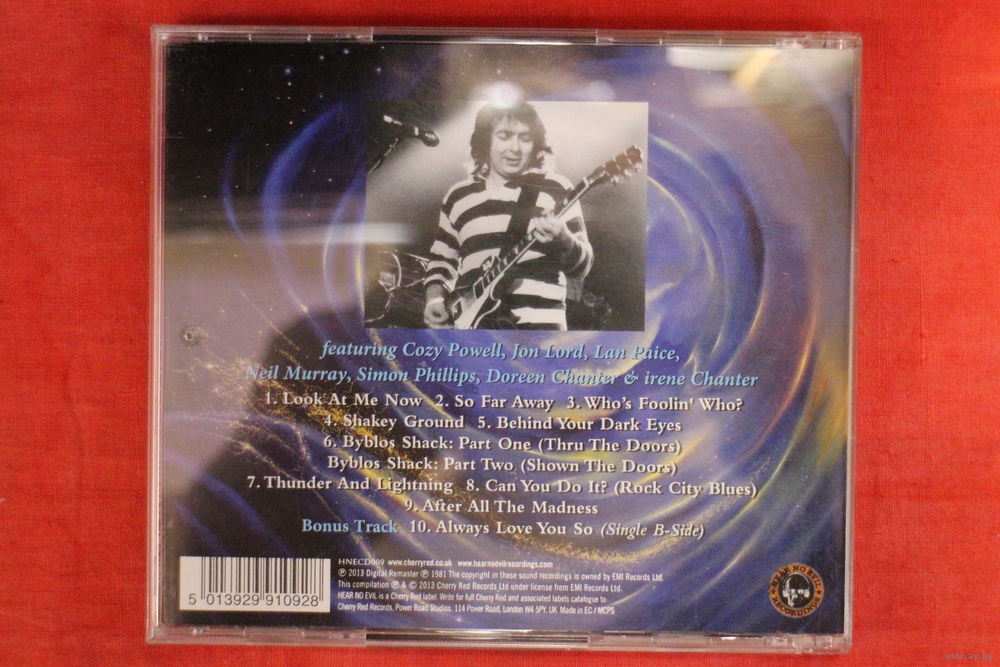 featuring Cozy Powell, Jon Lord, Lan Paice,
Neil Murray, Simon Phillips, Doreen Chanter & irene Chanter
1. Look At Me Now 2. So Far Away 3. Who's Foolin' Who?
4. Shakey Ground 5. Behind Your Dark Eyes
6. Byblos Shack: Part One (Thru The Doors)
Byblos Shack: Part Two (Shown The Doors)
7. Thunder And Lightning 8. Can You Do It? (Rock City Blues)
9. After All The Madness
Bonus Track 10. Always Love You So (Single B-Side)
HNECD009 www.cherryred.co.uk www.hearnoevilrecordings.com
℗ 2013 Digital Remaster ℗ 1981 The copyright in these sound recordings is owned by EMI Records Ltd.
This compilation ℗ & © 2013 Cherry Red Records Ltd under license from EMI Records Ltd.
HEAR NO EVIL is a Cherry Red label. Write for full Cherry Red and associated labels catalogue to:
Cherry Red Records, Power Road Studios, 114 Power Road, London W4 5PY. UK Made in EC / MCPS
5 013929 910928
HEAR NO EVIL
RECORDINGS
www.ay.by